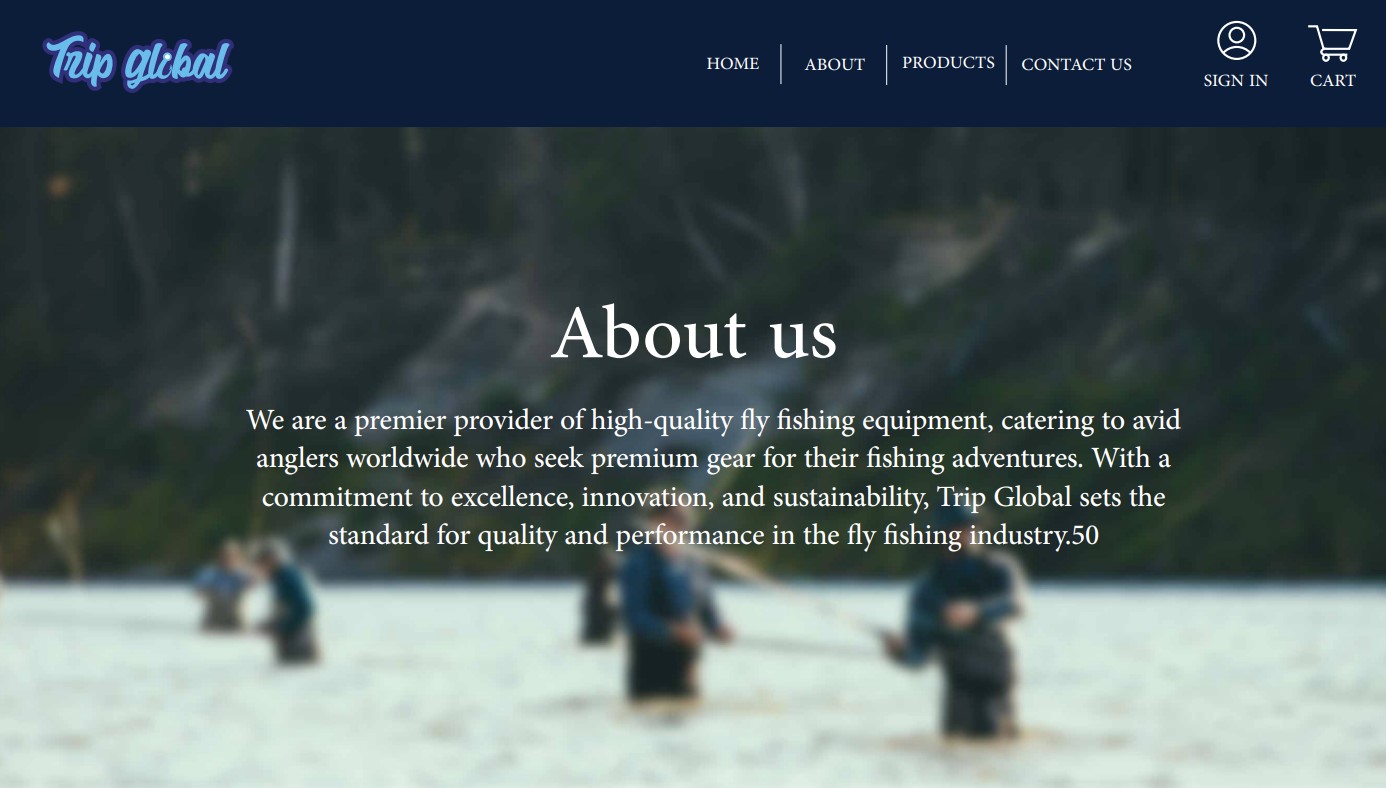 Trip global
HOME
ABOUT
PRODUCTS
CONTACT US
SIGN IN
CART
About us
We are a premier provider of high-quality fly fishing equipment, catering to avid
anglers worldwide who seek premium gear for their fishing adventures. With a
commitment to excellence, innovation, and sustainability, Trip Global sets the
standard for quality and performance in the fly fishing industry.50